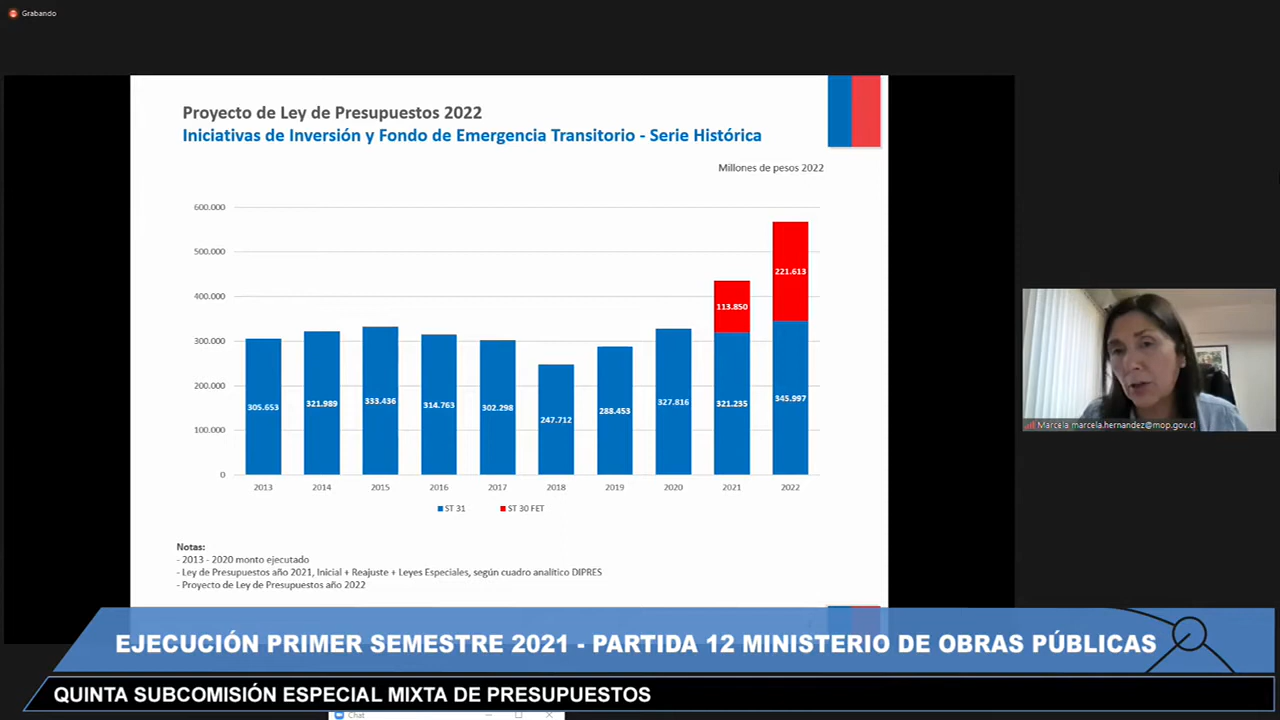 Grabando
Proyecto de Ley de Presupuestos 2022
Iniciativas de Inversión y Fondo de Emergencia Transitorio - Serie Histórica
Millones de pesos 2022
600.000
500.000
400.000
300.000
200.000
100.000
0
305.653
321.989
333.436
314.763
302.298
247.712
288.453
327.816
321.235
113.850
345.997
221.613
2013 2014 2015 2016 2017 2018 2019 2020 2021 2022
ST 31 ST 30 FET
Notas:
- 2013 - 2020 monto ejecutado
- Ley de Presupuestos año 2021, Inicial + Reajuste + Leyes Especiales, según cuadro analítico DIPRES
- Proyecto de Ley de Presupuestos año 2022
Marcela marcela.hernandez@mop.gov.cl
EJECUCIÓN PRIMER SEMESTRE 2021 - PARTIDA 12 MINISTERIO DE OBRAS PÚBLICAS
QUINTA SUBCOMISIÓN ESPECIAL MIXTA DE PRESUPUESTOS
Chat